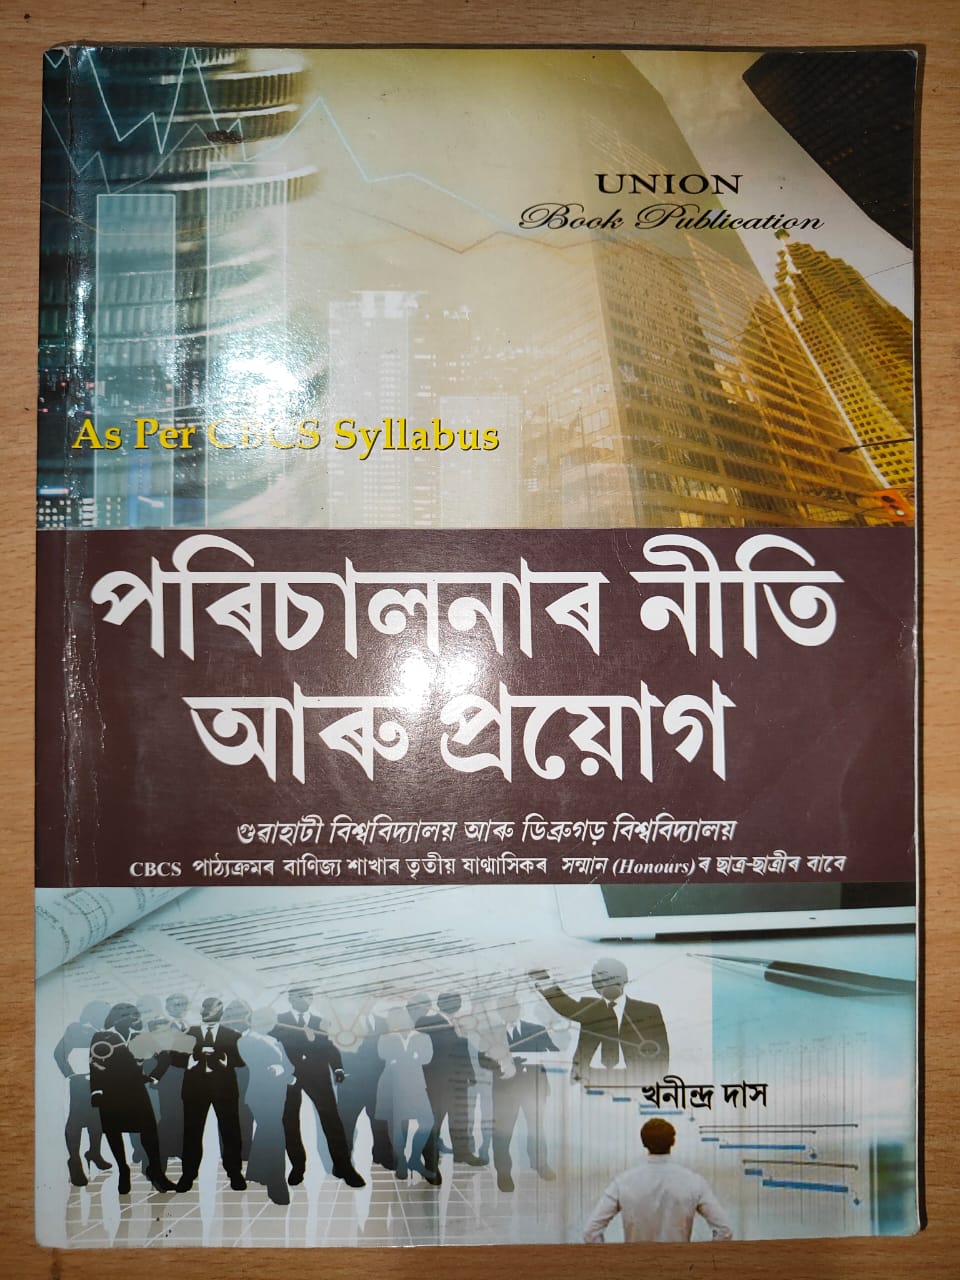 UNION
Book Publication
As Per CBCS Syllabus
পৰিচালনাৰ নীতি
আৰু প্ৰয়োগ
গুৱাহাটী বিশ্ববিদ্যালয় আৰু ডিব্ৰুগড় বিশ্ববিদ্যালয়
CBCS পাঠ্যক্ৰমৰ বাণিজ্য শাখাৰ তৃতীয় ষাণ্মাসিকৰ সন্মান (Honours) ৰ ছাত্ৰ-ছাত্ৰীৰ বাবে
খনীন্দ্ৰ দাস